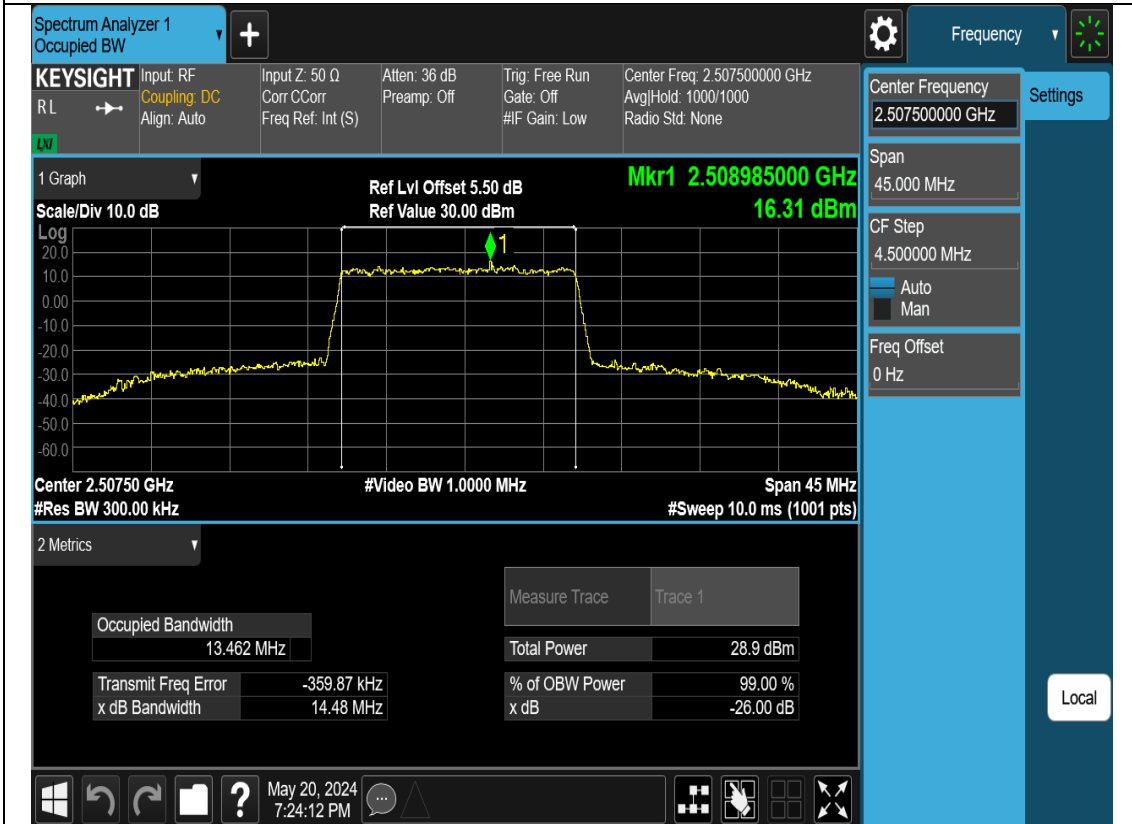 Spectrum Analyzer 1
Occupied BW
+
Frequency
KEYSIGHT
RL
LXI
Input: RF
Coupling: DC
Align: Auto
Input Z: 50 Ω
Corr CCorr
Freq Ref: Int (S)
Atten: 36 dB
Preamp: Off
Trig: Free Run
Gate: Off
#IF Gain: Low
Center Freq: 2.507500000 GHz
Avg|Hold: 1000/1000
Radio Std: None
Center Frequency
2.507500000 GHz
Settings
Span
45.000 MHz
CF Step
4.500000 MHz
Auto
Man
Freq Offset
0 Hz
Local
1 Graph
Scale/Div 10.0 dB
Ref Lvl Offset 5.50 dB
Ref Value 30.00 dBm
Mkr1 2.508985000 GHz
16.31 dBm
Log
1
20.0
10.0
0.00
-10.0
-20.0
-30.0
-40.0
-50.0
-60.0
Center 2.50750 GHz
#Video BW 1.0000 MHz
Span 45 MHz
#Res BW 300.00 kHz
#Sweep 10.0 ms (1001 pts)
2 Metrics
Measure Trace Trace 1
Occupied Bandwidth
13.462 MHz
Total Power 28.9 dBm
Transmit Freq Error -359.87 kHz
% of OBW Power 99.00 %
x dB Bandwidth 14.48 MHz
x dB -26.00 dB
?
May 20, 2024
7:24:12 PM